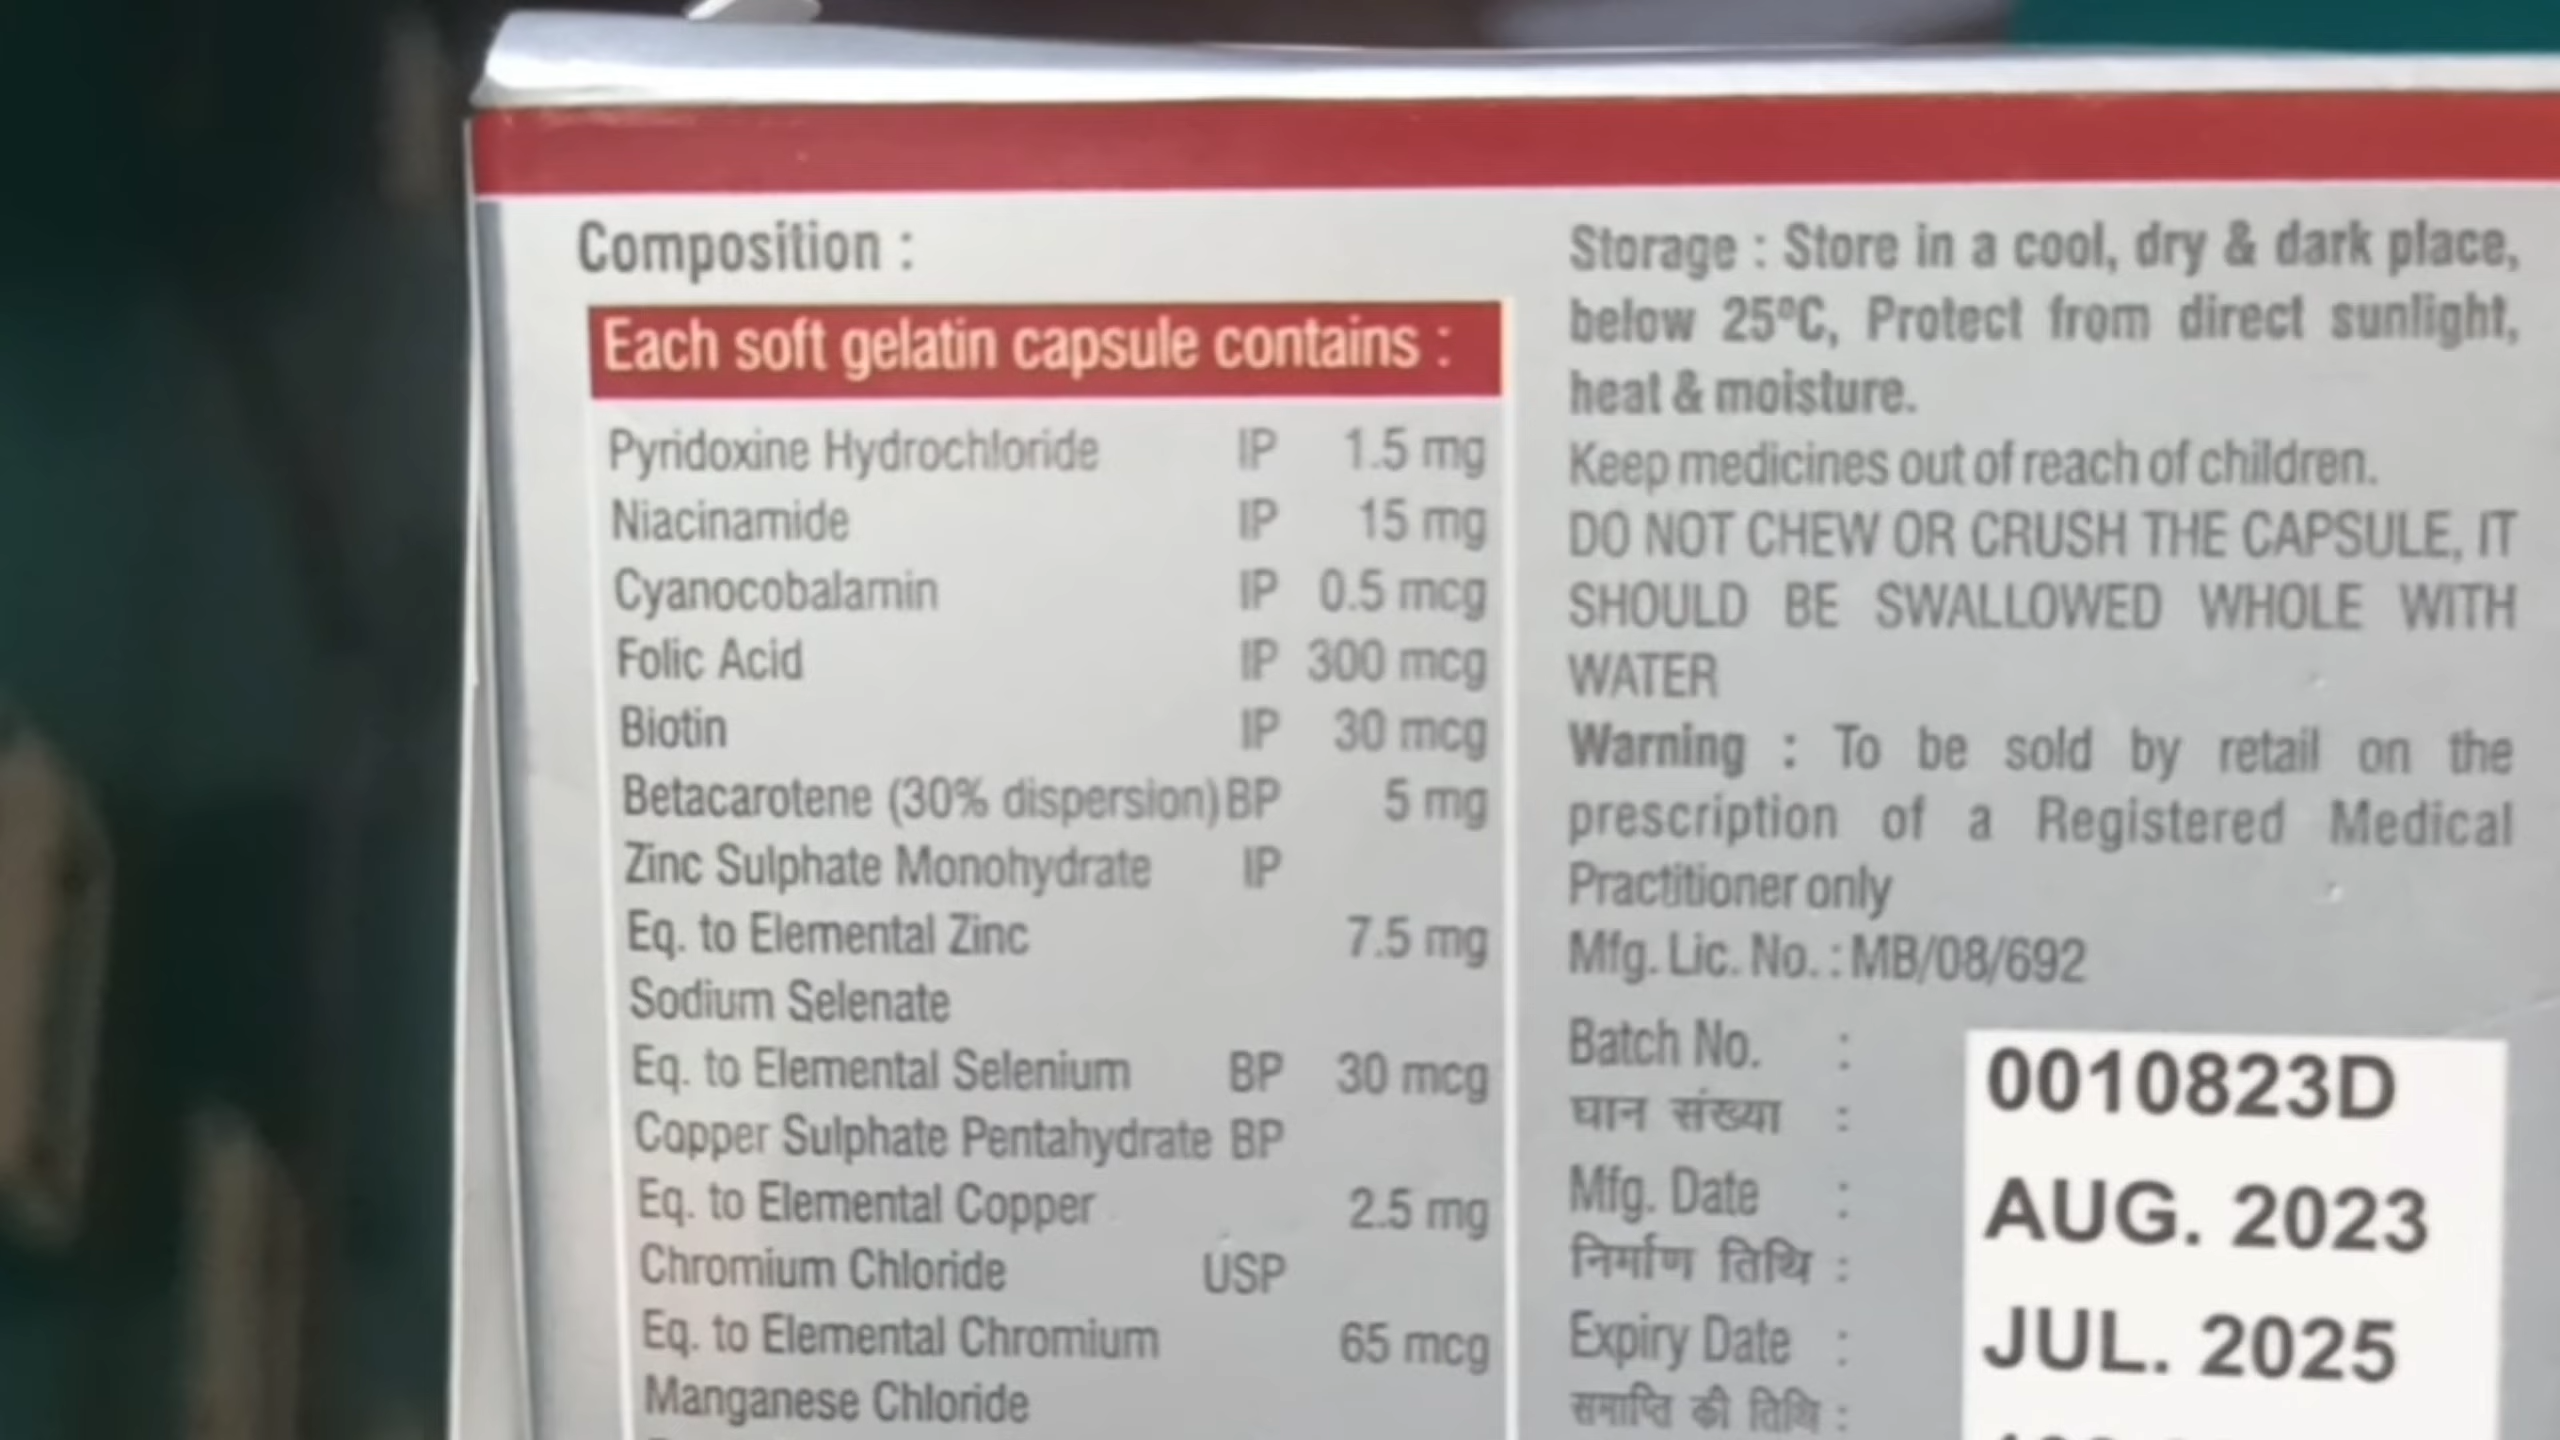 Composition :
Each soft gelatin capsule contains :
Pyridoxine Hydrochloride IP 1.5 mg
Niacinamide IP 15 mg
Cyanocobalamin IP 0.5 mcg
Folic Acid IP 300 mcg
Biotin IP 30 mcg
Betacarotene (30% dispersion) BP 5 mg
Zinc Sulphate Monohydrate IP
Eq. to Elemental Zinc 7.5 mg
Sodium Selenate
Eq. to Elemental Selenium BP 30 mcg
Copper Sulphate Pentahydrate BP
Eq. to Elemental Copper 2.5 mg
Chromium Chloride USP
Eq. to Elemental Chromium 65 mcg
Manganese Chloride
Storage : Store in a cool, dry & dark place,
below 25°C, Protect from direct sunlight,
heat & moisture.
Keep medicines out of reach of children.
DO NOT CHEW OR CRUSH THE CAPSULE, IT
SHOULD BE SWALLOWED WHOLE WITH
WATER
Warning : To be sold by retail on the
prescription of a Registered Medical
Practitioner only
Mfg. Lic. No. : MB/08/692
Batch No. : 0010823D
घान संख्या :
Mfg. Date : AUG. 2023
निर्माण तिथि :
Expiry Date : JUL. 2025
समाप्ति की तिथि :